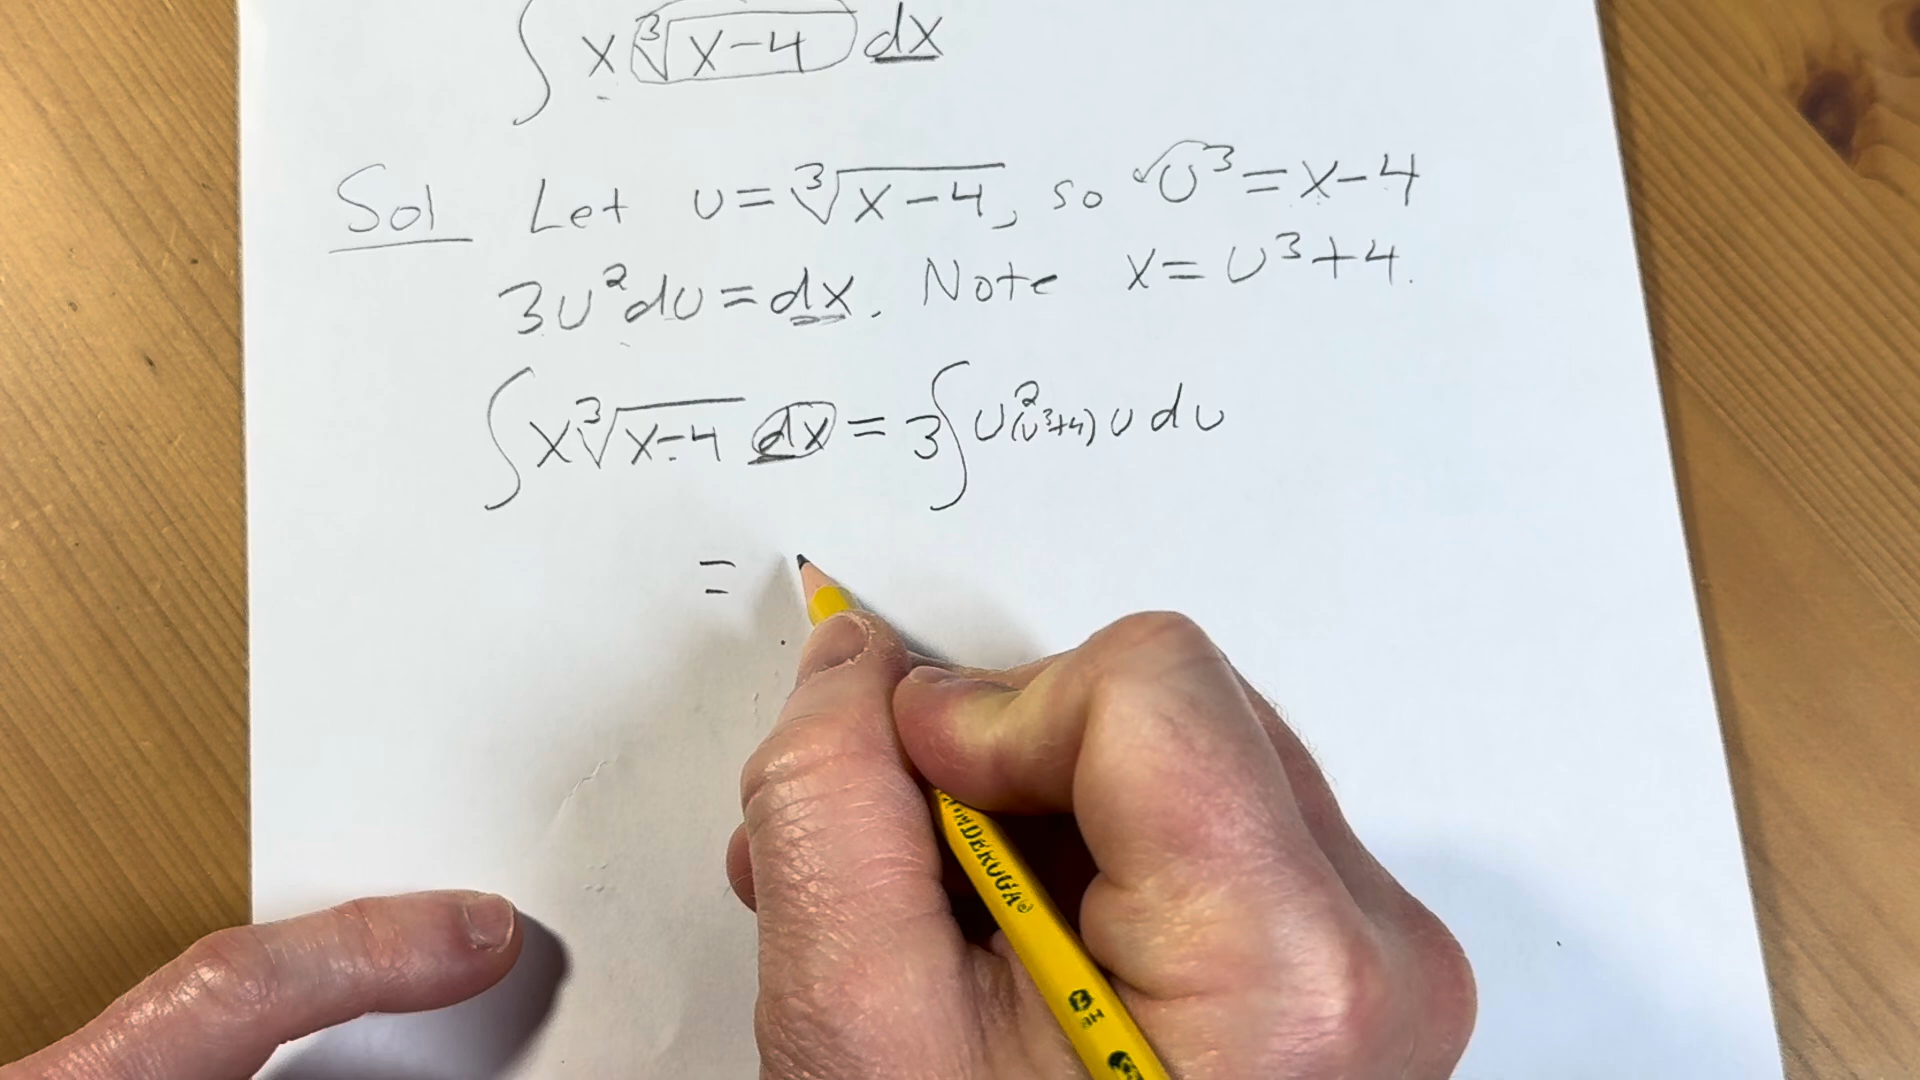 ∫ x ∛(x-4) dx
Sol Let u = ∛(x-4), so u³ = x-4
3u²du = dx. Note x = u³+4.
∫ x ∛(x-4) dx = 3∫ u²(u³+4) u du
=